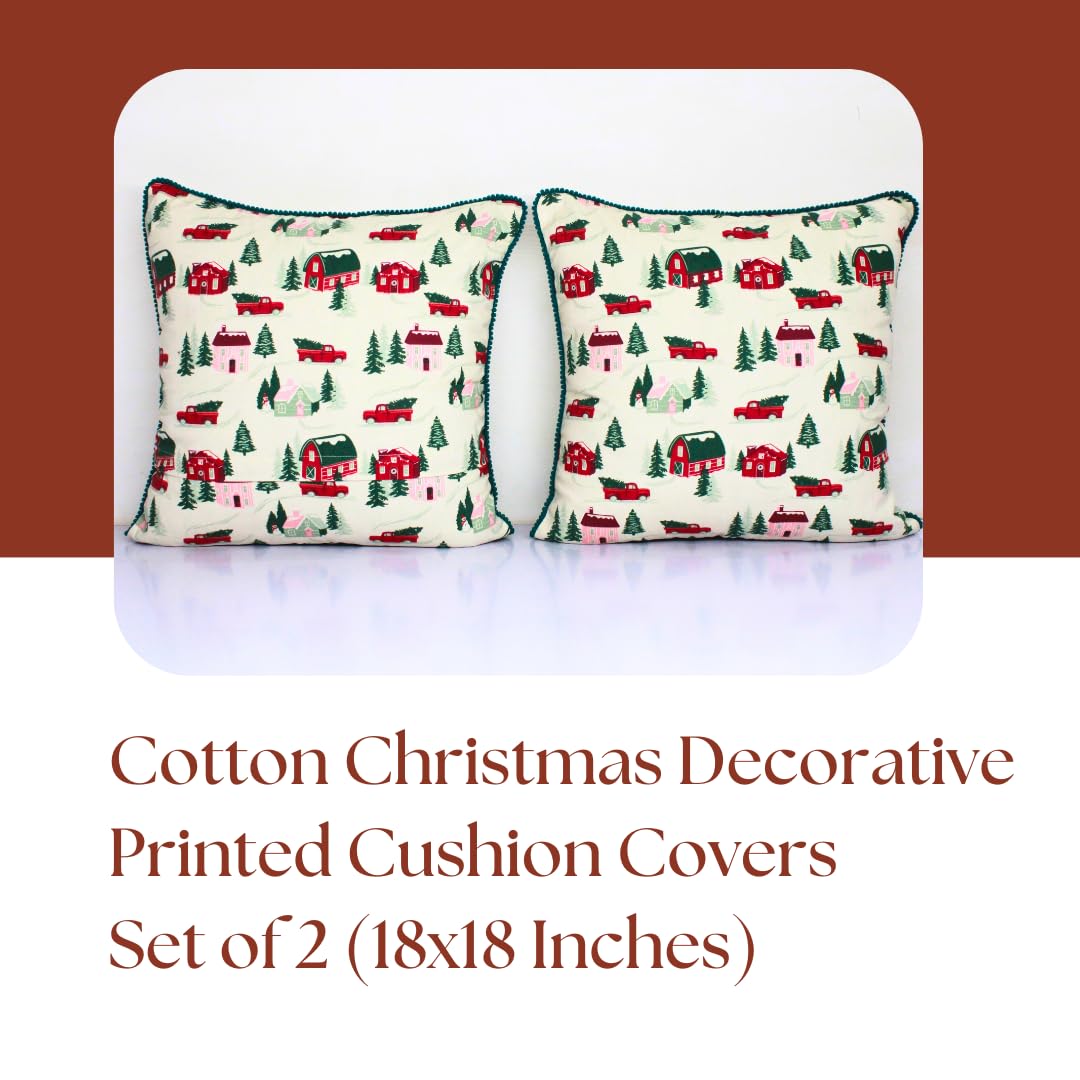 Cotton Christmas Decorative
Printed Cushion Covers
Set of 2 (18x18 Inches)